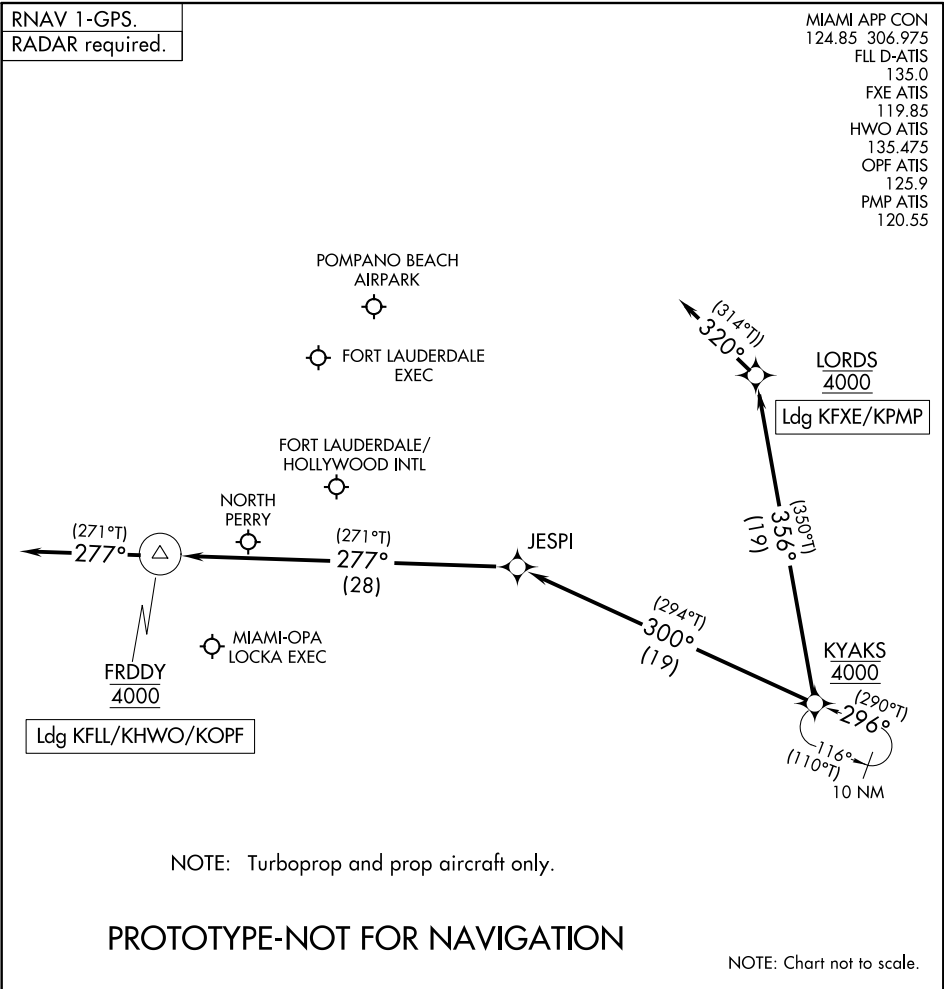 RNAV 1-GPS.
RADAR required.
MIAMI APP CON
124.85 306.975
FLL D-ATIS
135.0
FXE ATIS
119.85
HWO ATIS
135.475
OPF ATIS
125.9
PMP ATIS
120.55
POMPANO BEACH
AIRPARK
FORT LAUDERDALE
EXEC
(314°T))
320°
LORDS
4000
Ldg KFXE/KPMP
FORT LAUDERDALE/
HOLLYWOOD INTL
NORTH
PERRY
(350°T)
356°
(19)
(271°T)
277°
(271°T)
277°
(28)
JESPI
(294°T)
300°
(19)
MIAMI-OPA
LOCKA EXEC
FRDDY
4000
Ldg KFLL/KHWO/KOPF
KYAKS
4000
(290°T)
296°
116°
(110°T)
10 NM
NOTE: Turboprop and prop aircraft only.
PROTOTYPE-NOT FOR NAVIGATION
NOTE: Chart not to scale.